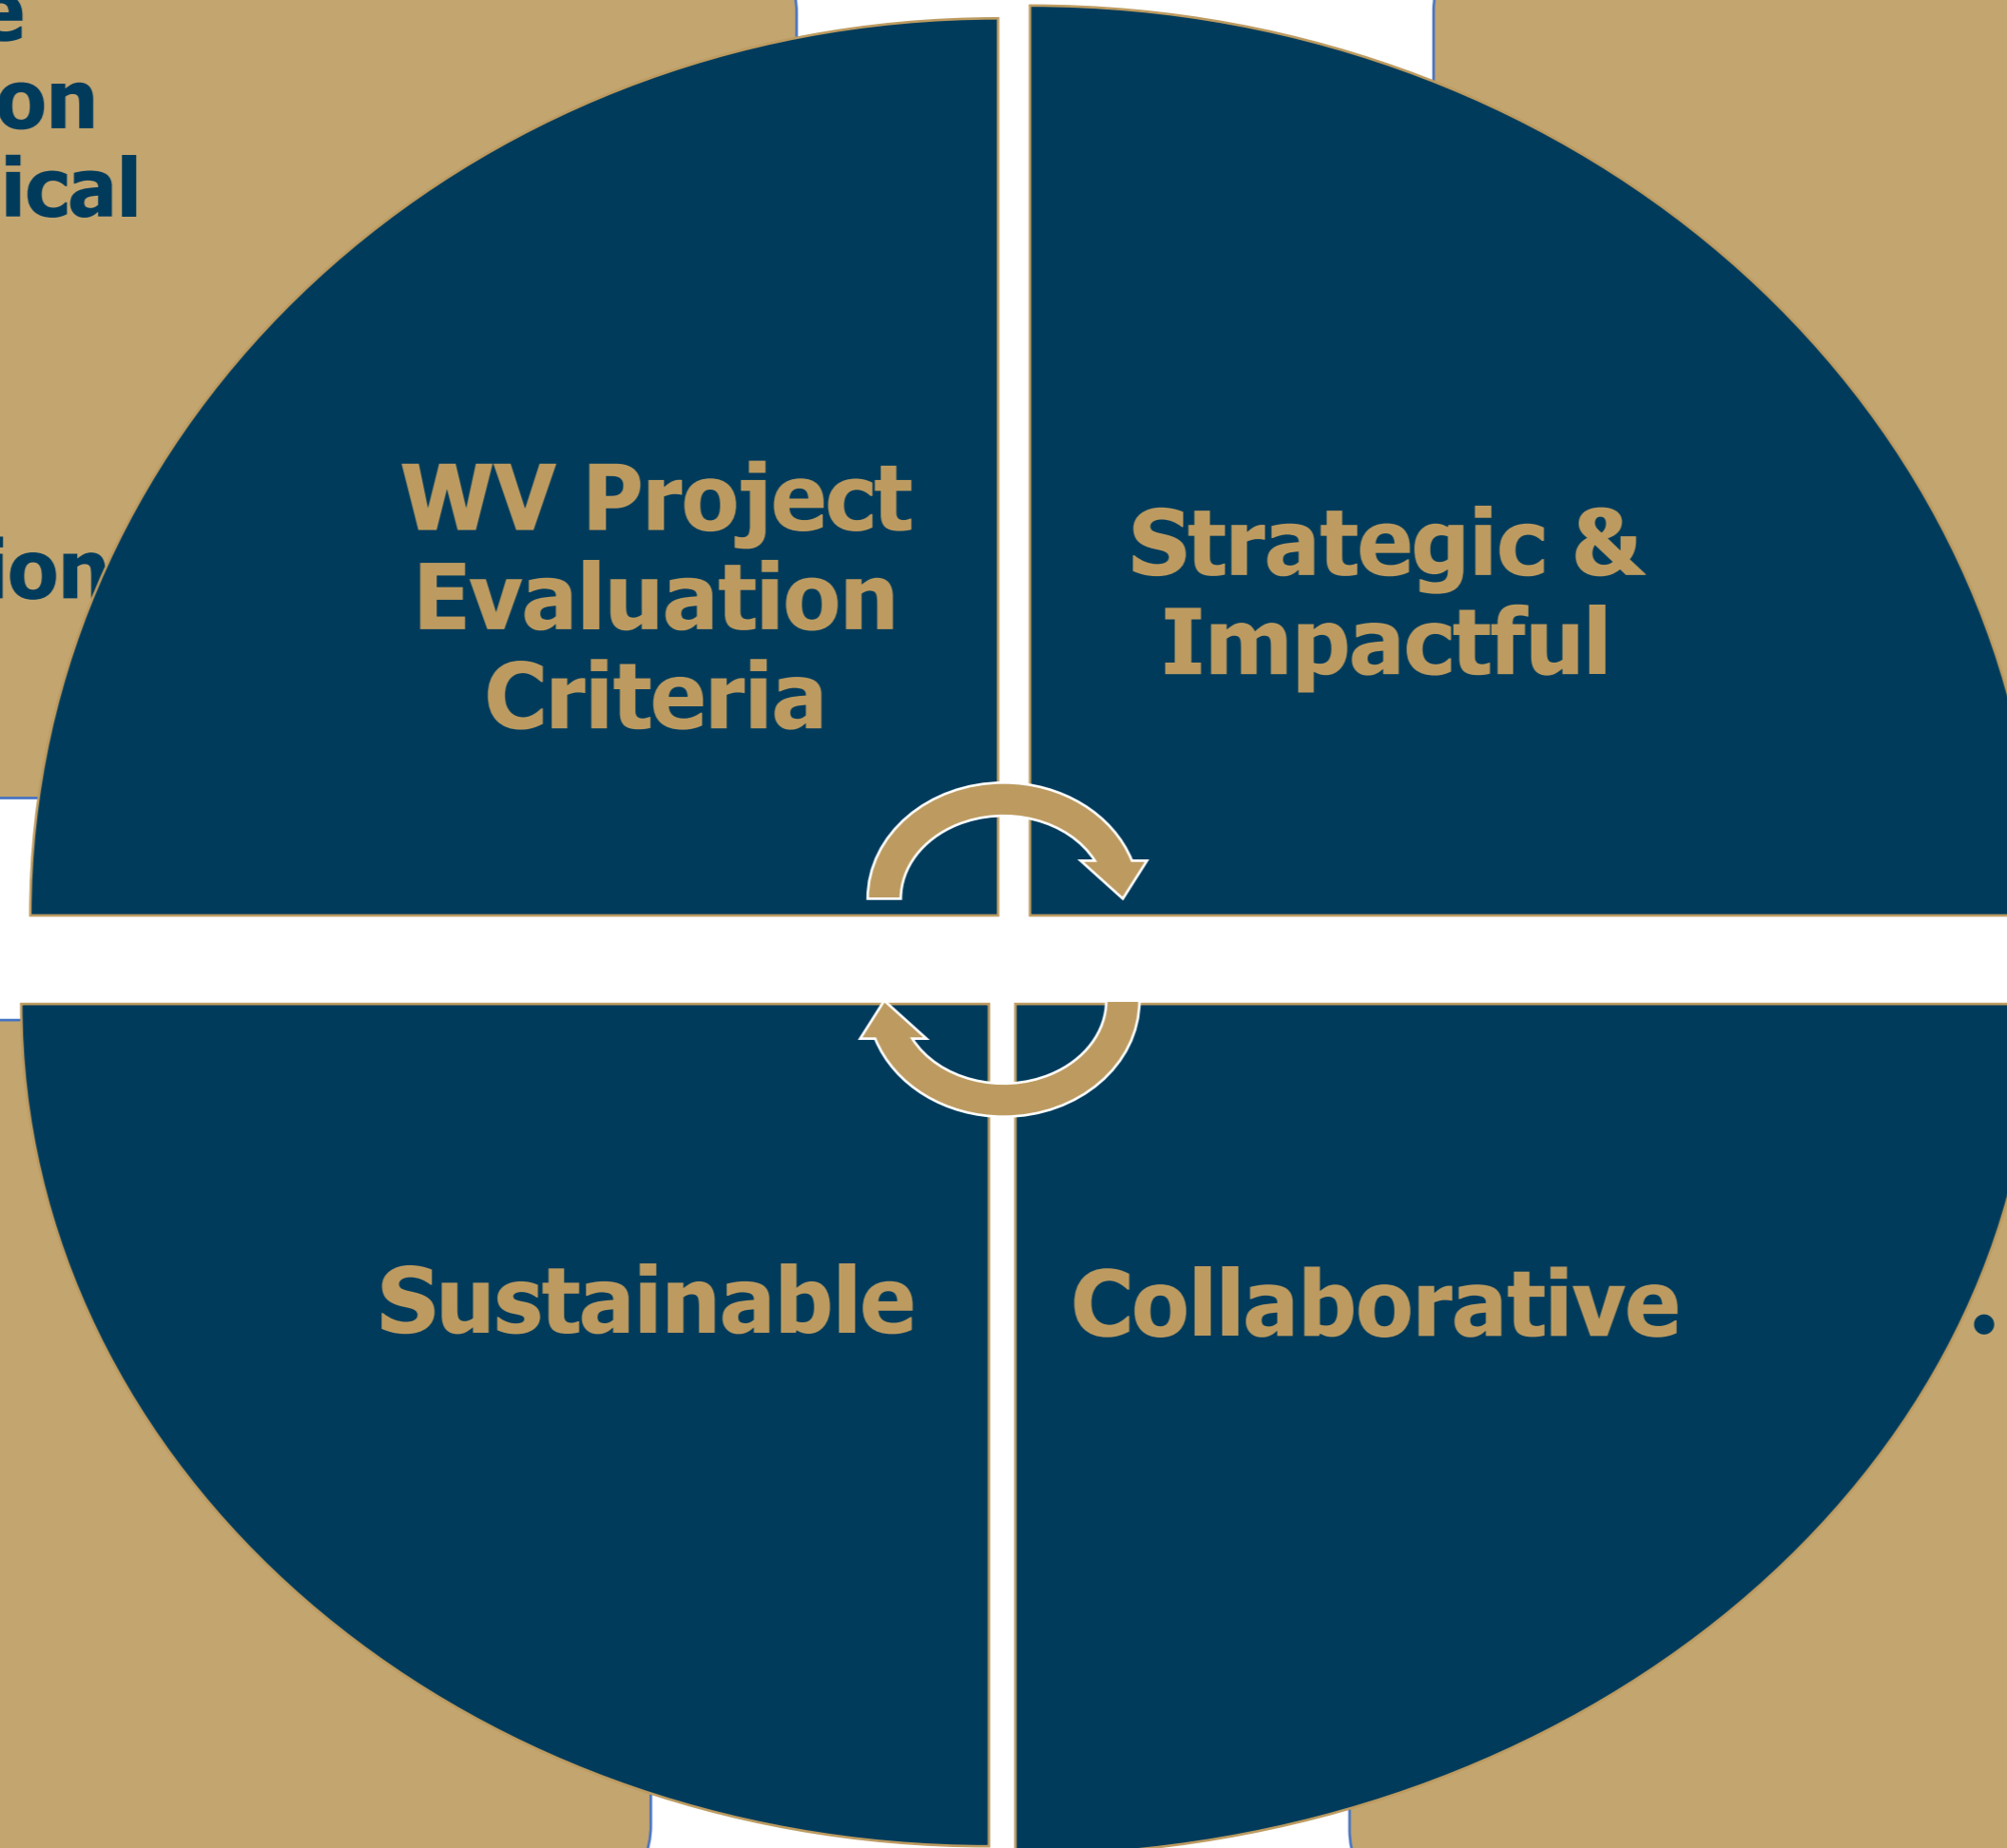 WV Project
Evaluation
Criteria
Strategic &
Impactful
Sustainable
Collaborative